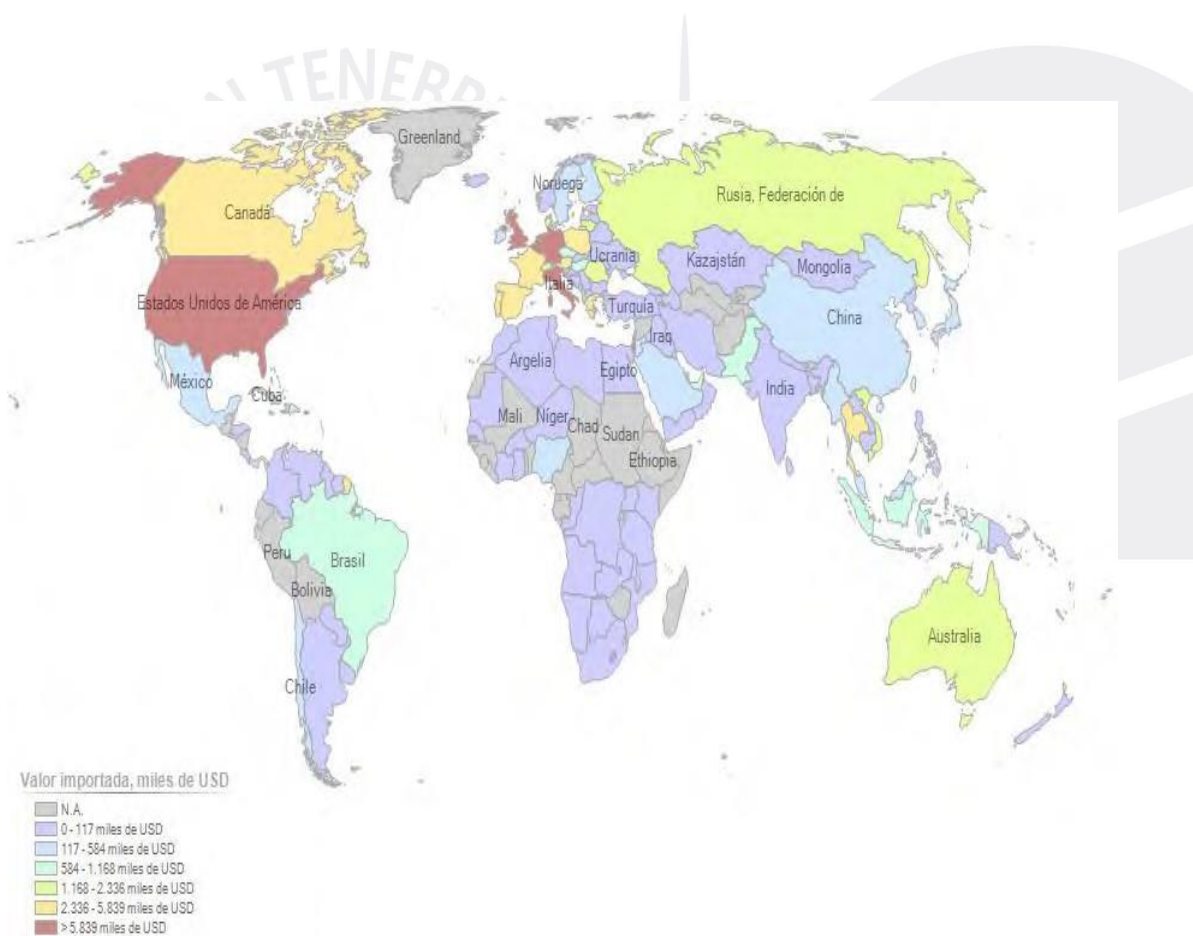 N TENEBR
Greenland
Noruega
Rusia, Federación de
Canadá
Ucrania
Kazajstán
Mongolia
Italia
Estados Unidos de América
Turquía
China
Iraq
Argelia
Egipto
México
India
Cuba
Mali
Níger
Chad
Sudan
Ethiopia
Peru
Brasil
Bolivia
Australia
Chile
Valor importada, miles de USD
N.A.
0 - 117 miles de USD
117 - 584 miles de USD
584 - 1.168 miles de USD
1.168 - 2.336 miles de USD
2.336 - 5.839 miles de USD
> 5.839 miles de USD